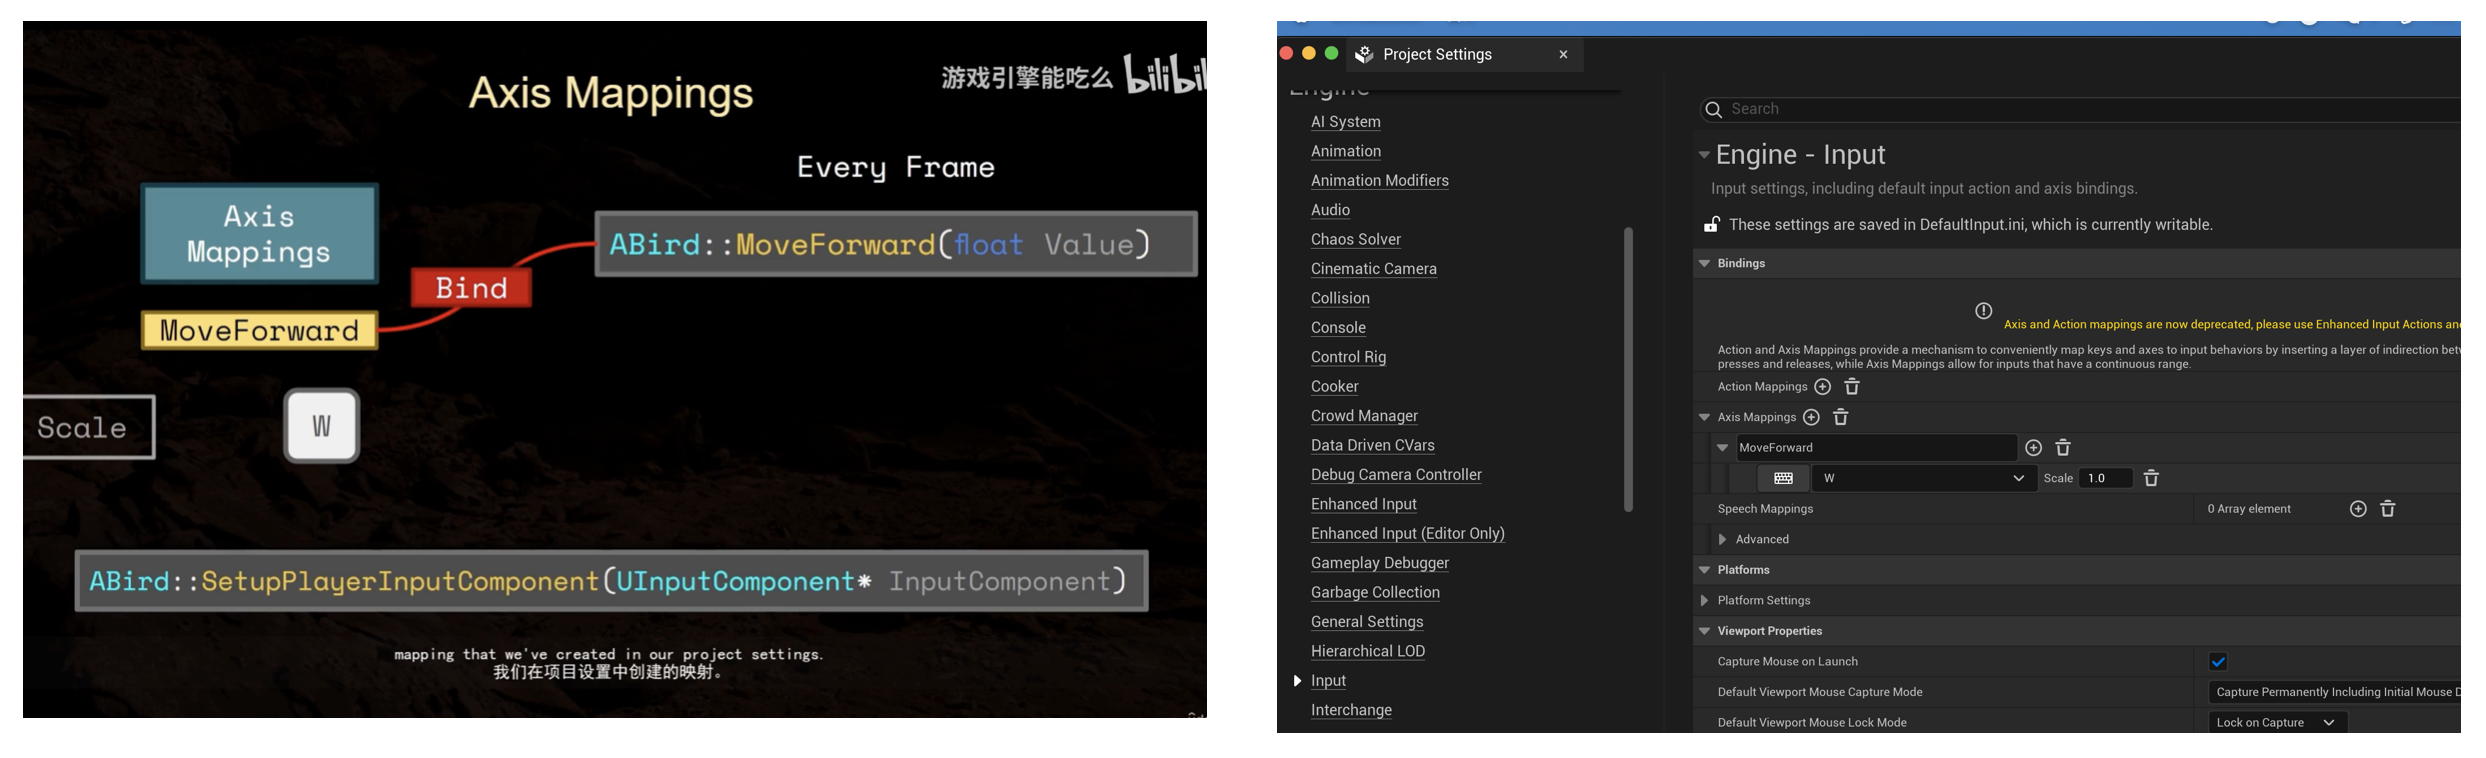 Axis Mappings
游戏引擎能吃么
Every Frame
Axis
Mappings
ABird::MoveForward(float Value)
Bind
MoveForward
Scale
W
ABird::SetupPlayerInputComponent(UInputComponent* InputComponent)
mapping that we've created in our project settings.
我们在项目设置中创建的映射。
Project Settings
Engine
AI System
Animation
Animation Modifiers
Audio
Chaos Solver
Cinematic Camera
Collision
Console
Control Rig
Cooker
Crowd Manager
Data Driven CVars
Debug Camera Controller
Enhanced Input
Enhanced Input (Editor Only)
Gameplay Debugger
Garbage Collection
General Settings
Hierarchical LOD
Input
Interchange
Search
Engine - Input
Input settings, including default input action and axis bindings.
These settings are saved in DefaultInput.ini, which is currently writable.
Bindings
Axis and Action mappings are now deprecated, please use Enhanced Input Actions
Action and Axis Mappings provide a mechanism to conveniently map keys and axes to input behaviors by inserting a layer of indirection
presses and releases, while Axis Mappings allow for inputs that have a continuous range.
Action Mappings
Axis Mappings
MoveForward
W Scale 1.0
Speech Mappings 0 Array element
Advanced
Platforms
Platform Settings
Viewport Properties
Capture Mouse on Launch
Default Viewport Mouse Capture Mode Capture Permanently Including Initial Mouse
Default Viewport Mouse Lock Mode Lock on Capture